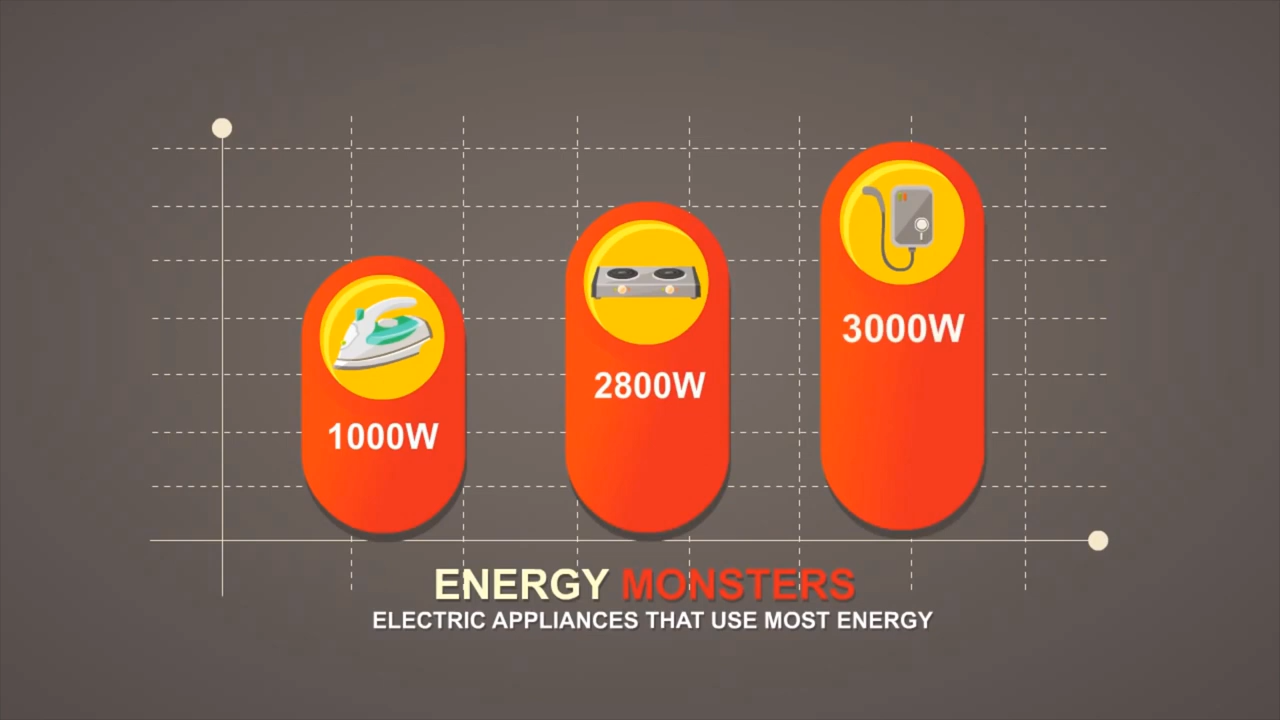 1000W
2800W
3000W
ENERGY MONSTERS
ELECTRIC APPLIANCES THAT USE MOST ENERGY